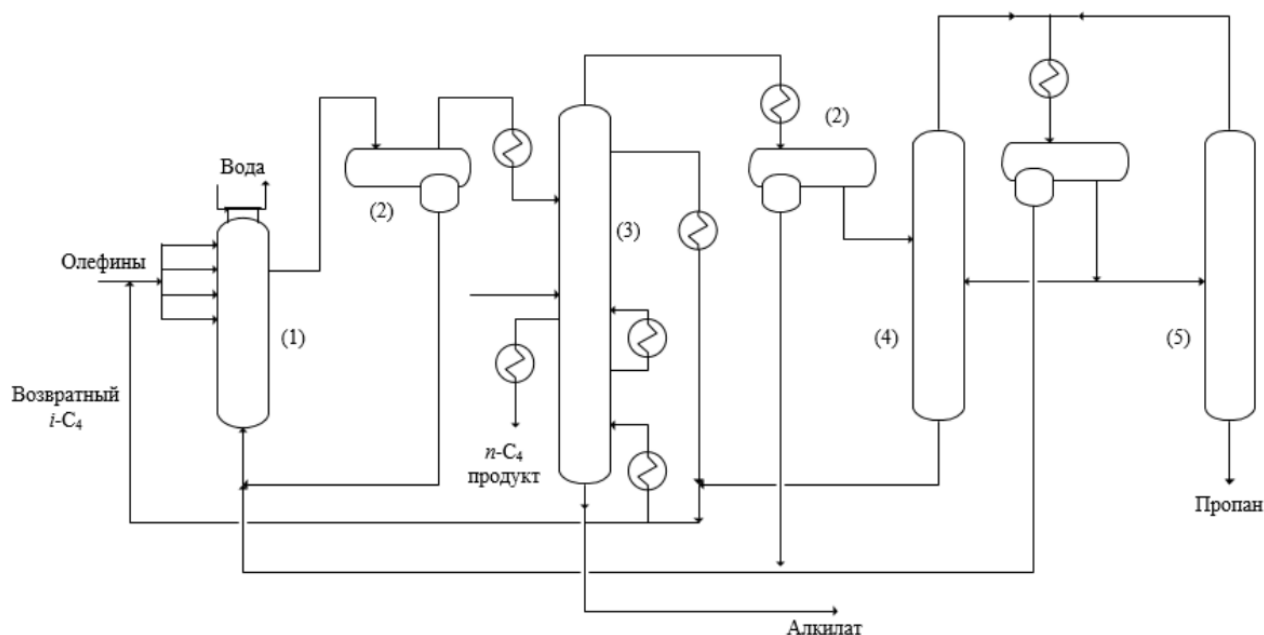 Вода
(2)
(2)
(3)
Олефины
(1)
(4)
(5)
Возвратный
i-C₄
n-C₄
продукт
Пропан
Алкилат